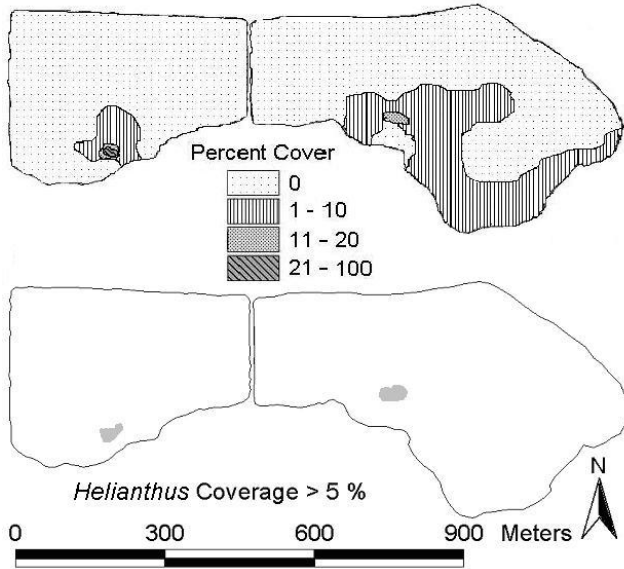 Percent Cover
0
1 - 10
11 - 20
21 - 100
Helianthus Coverage > 5 %
N
0 300 600 900 Meters